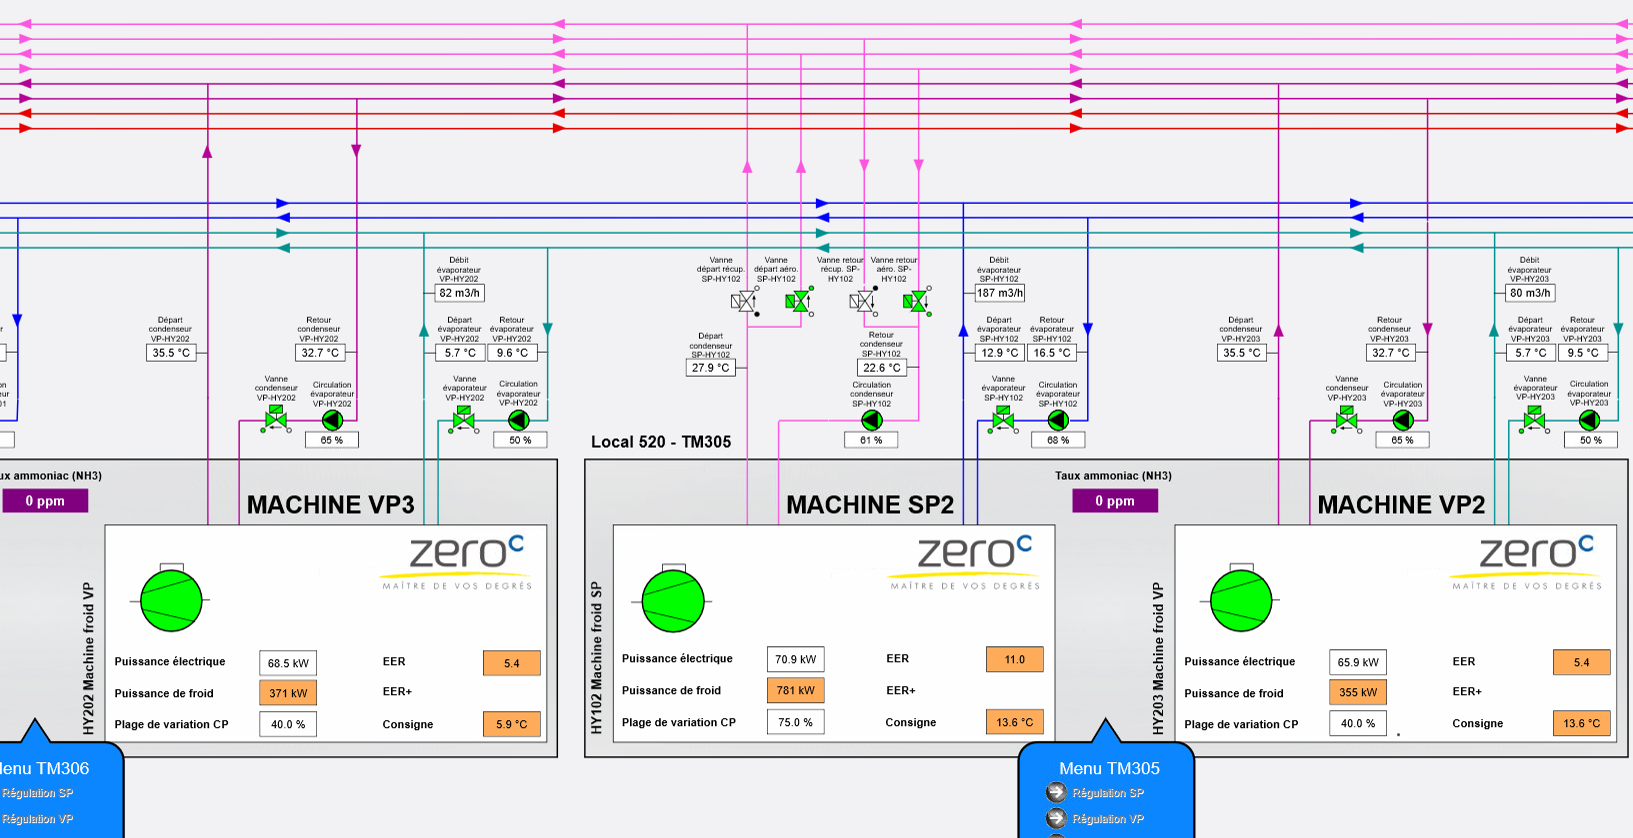 Débit
évaporateur
VP-HY202
82 m3/h
Vanne
départ récup.
SP-HY102
Vanne
départ aéro.
SP-HY102
Vanne retour
récup. SP-
HY102
Vanne retour
aéro. SP-
HY102
Débit
évaporateur
SP-HY102
187 m3/h
Débit
évaporateur
VP-HY203
80 m3/h
Départ
condenseur
VP-HY202
35.5 °C
Retour
condenseur
VP-HY202
32.7 °C
Départ
évaporateur
VP-HY202
5.7 °C
Retour
évaporateur
VP-HY202
9.6 °C
Départ
condenseur
SP-HY102
27.9 °C
Retour
condenseur
SP-HY102
22.6 °C
Départ
évaporateur
SP-HY102
12.9 °C
Retour
évaporateur
SP-HY102
16.5 °C
Départ
condenseur
VP-HY203
35.5 °C
Retour
condenseur
VP-HY203
32.7 °C
Départ
évaporateur
VP-HY203
5.7 °C
Retour
évaporateur
VP-HY203
9.5 °C
Vanne
condenseur
VP-HY202
Circulation
condenseur
VP-HY202
65 %
Vanne
évaporateur
VP-HY202
Circulation
évaporateur
VP-HY202
50 %
Circulation
condenseur
SP-HY102
61 %
Vanne
évaporateur
SP-HY102
Circulation
évaporateur
SP-HY102
68 %
Vanne
condenseur
VP-HY203
Circulation
condenseur
VP-HY203
65 %
Vanne
évaporateur
VP-HY203
Circulation
évaporateur
VP-HY203
50 %
Local 520 - TM305
ux ammoniac (NH3)
0 ppm
MACHINE VP3
MACHINE SP2
Taux ammoniac (NH3)
0 ppm
MACHINE VP2
HY202 Machine froid VP
zero C
MAÎTRE DE VOS DEGRÉS
Puissance électrique
68.5 kW
EER
5.4
Puissance de froid
371 kW
EER+
Plage de variation CP
40.0 %
Consigne
5.9 °C
HY102 Machine froid SP
zero C
MAÎTRE DE VOS DEGRÉS
Puissance électrique
70.9 kW
EER
11.0
Puissance de froid
781 kW
EER+
Plage de variation CP
75.0 %
Consigne
13.6 °C
HY203 Machine froid VP
zero C
MAÎTRE DE VOS DEGRÉS
Puissance électrique
65.9 kW
EER
5.4
Puissance de froid
355 kW
EER+
Plage de variation CP
40.0 %
Consigne
13.6 °C
enu TM306
Régulation SP
Régulation VP
Menu TM305
Régulation SP
Régulation VP